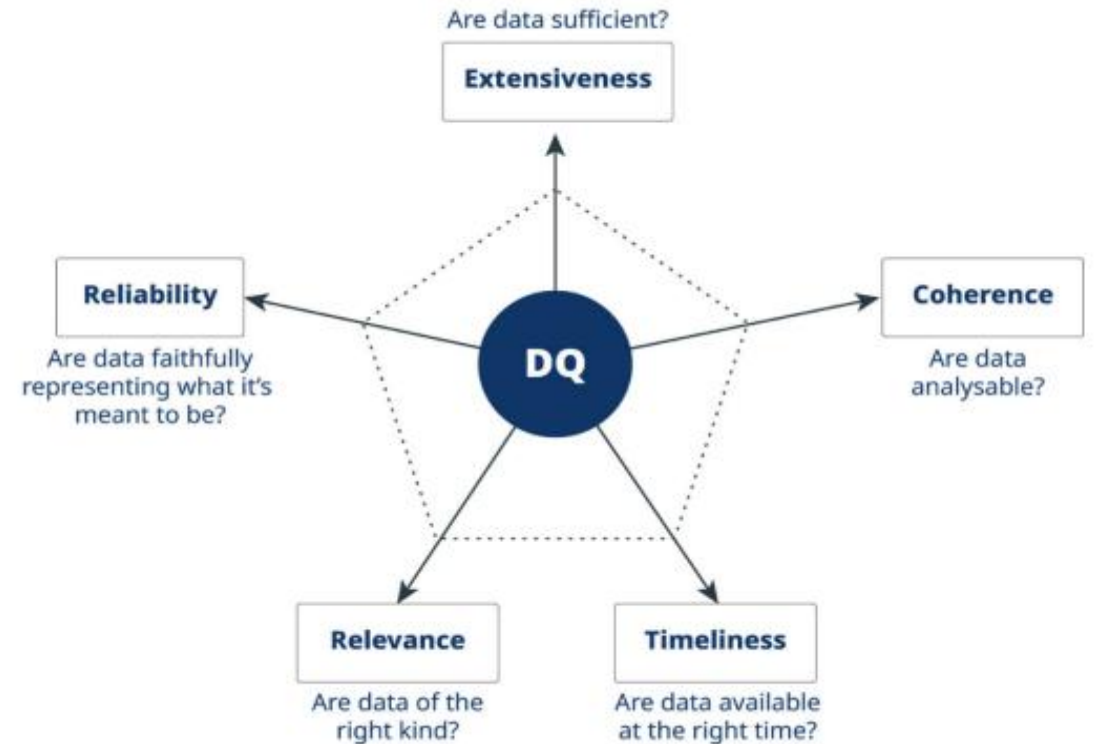 Are data sufficient?
Extensiveness
Reliability
Are data faithfully
representing what it's
meant to be?
DQ
Coherence
Are data
analysable?
Relevance
Are data of the
right kind?
Timeliness
Are data available
at the right time?